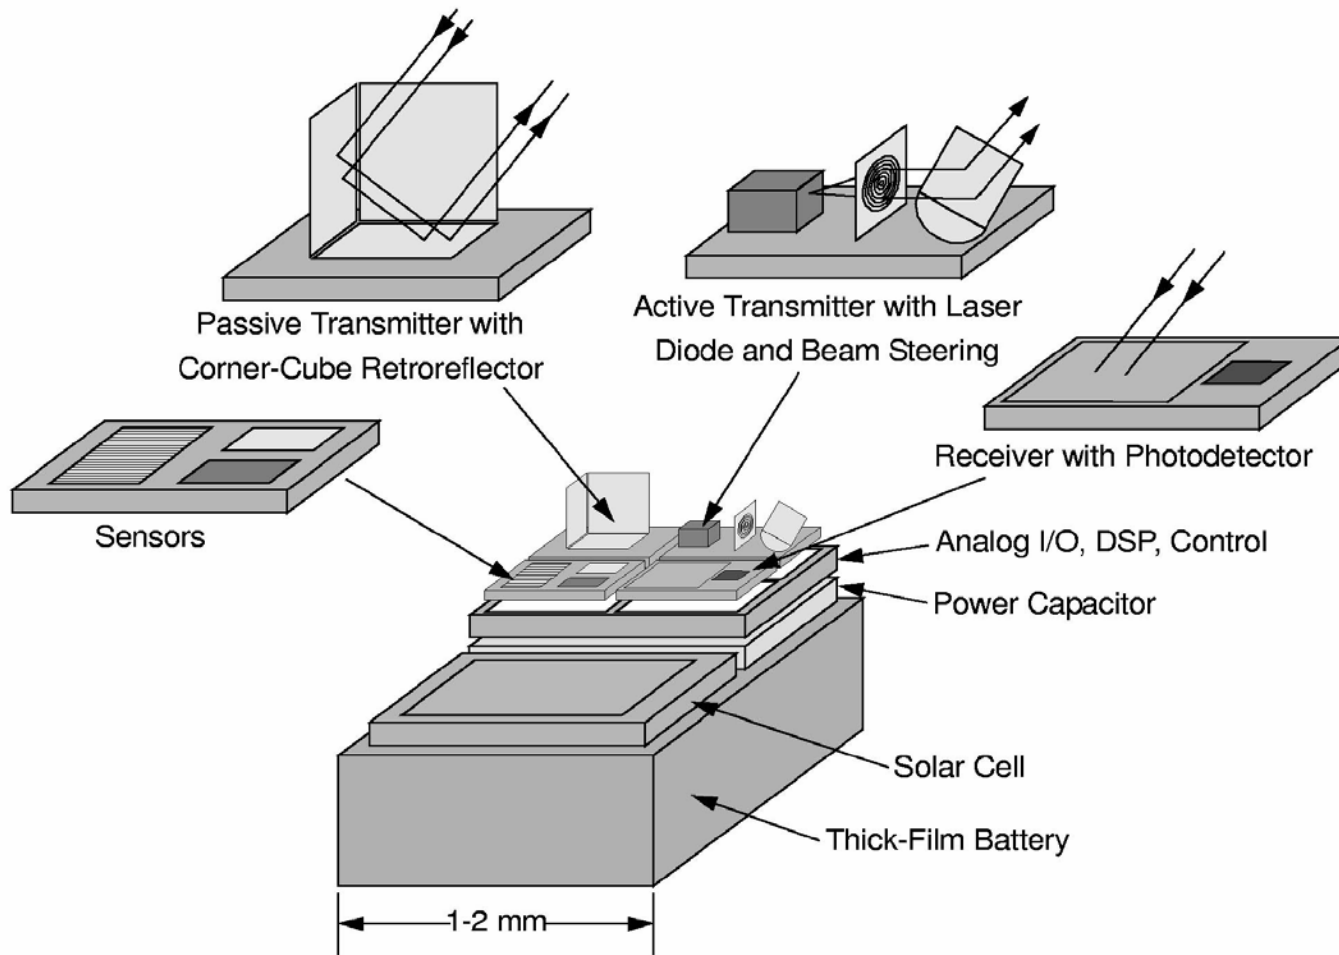 Passive Transmitter with
Corner-Cube Retroreflector
Active Transmitter with Laser
Diode and Beam Steering
Receiver with Photodetector
Sensors
Analog I/O, DSP, Control
Power Capacitor
Solar Cell
Thick-Film Battery
1-2 mm